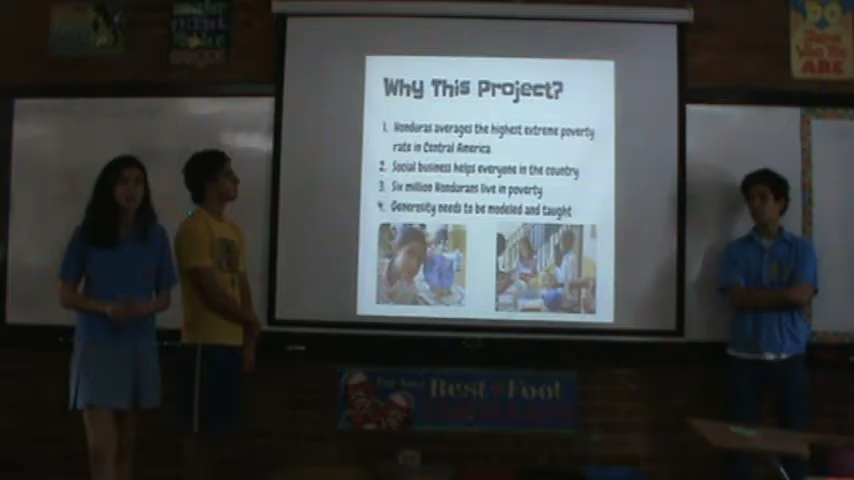 Why This Project?
1. Honduras averages the highest extreme poverty
rate in Central America
2. Social business helps everyone in the country
3. Six million Hondurans live in poverty
4. Generosity needs to be modeled and taught
DO
ARE
Best Foot